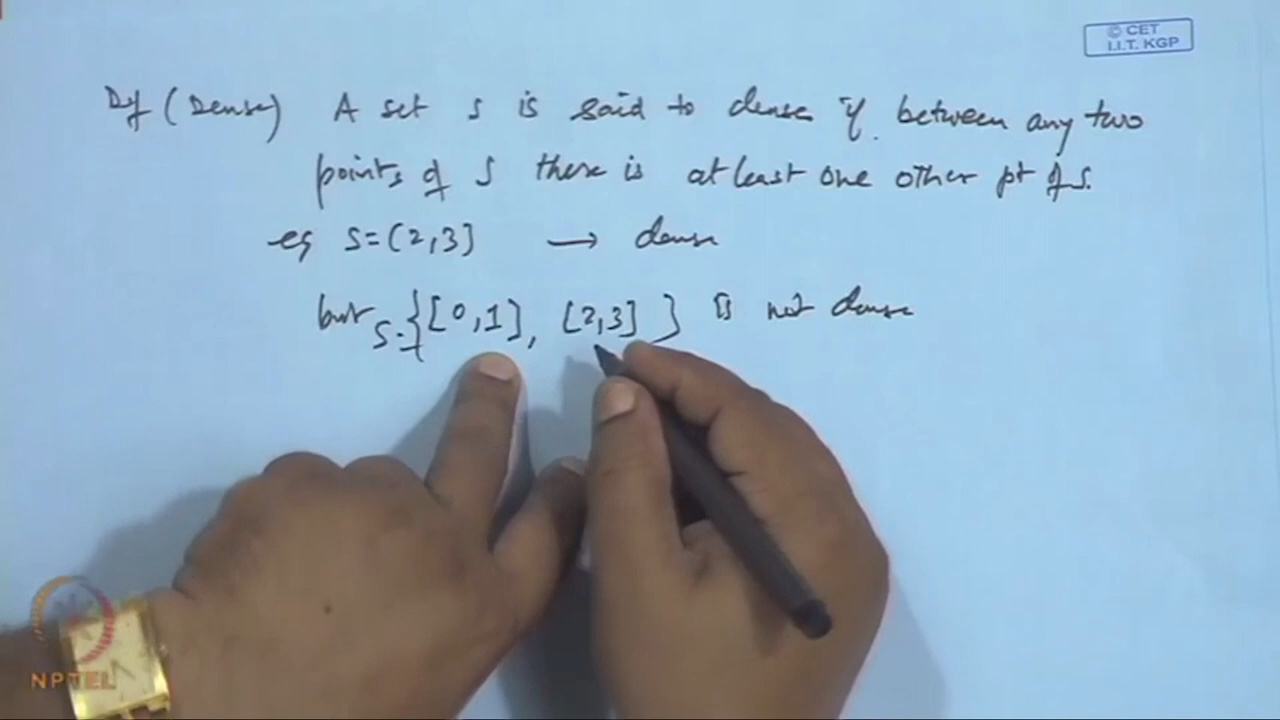 © CET
I.I.T. KGP
Def (Dense) A set S is said to dense if between any two
points of S there is at least one other pt of S.
eg S=(2,3] → dense
but S={[0,1], [2,3]} is not dense
NPTEL